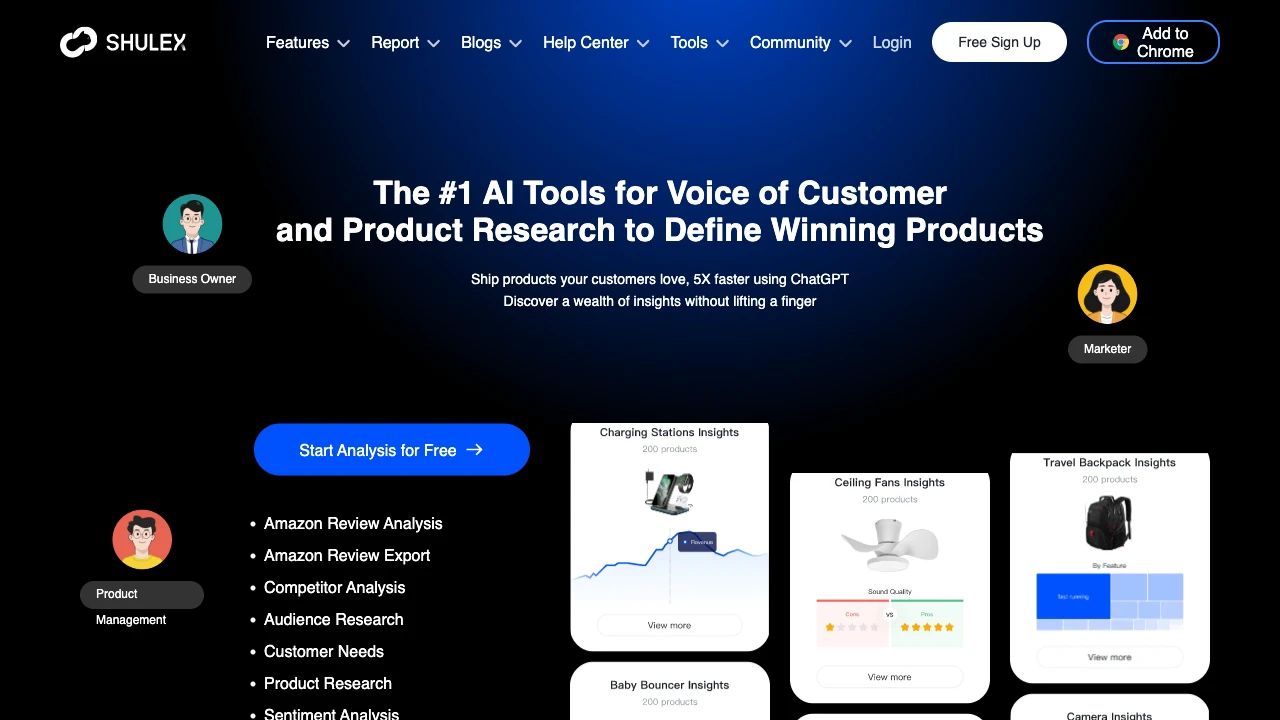 SHULEX
Features
Report
Blogs
Help Center
Tools
Community
Login
Free Sign Up
Add to
Chrome
The #1 AI Tools for Voice of Customer
and Product Research to Define Winning Products
Ship products your customers love, 5X faster using ChatGPT
Discover a wealth of insights without lifting a finger
Business Owner
Marketer
Start Analysis for Free
Product
Management
• Amazon Review Analysis
• Amazon Review Export
• Competitor Analysis
• Audience Research
• Customer Needs
• Product Research
• Sentiment Analysis
Charging Stations Insights
200 products
Revenue
View more
Baby Bouncer Insights
200 products
Ceiling Fans Insights
200 products
Sound Quality
Cons
VS
Pros
View more
Travel Backpack Insights
200 products
By Feature
View more
Camera Insights